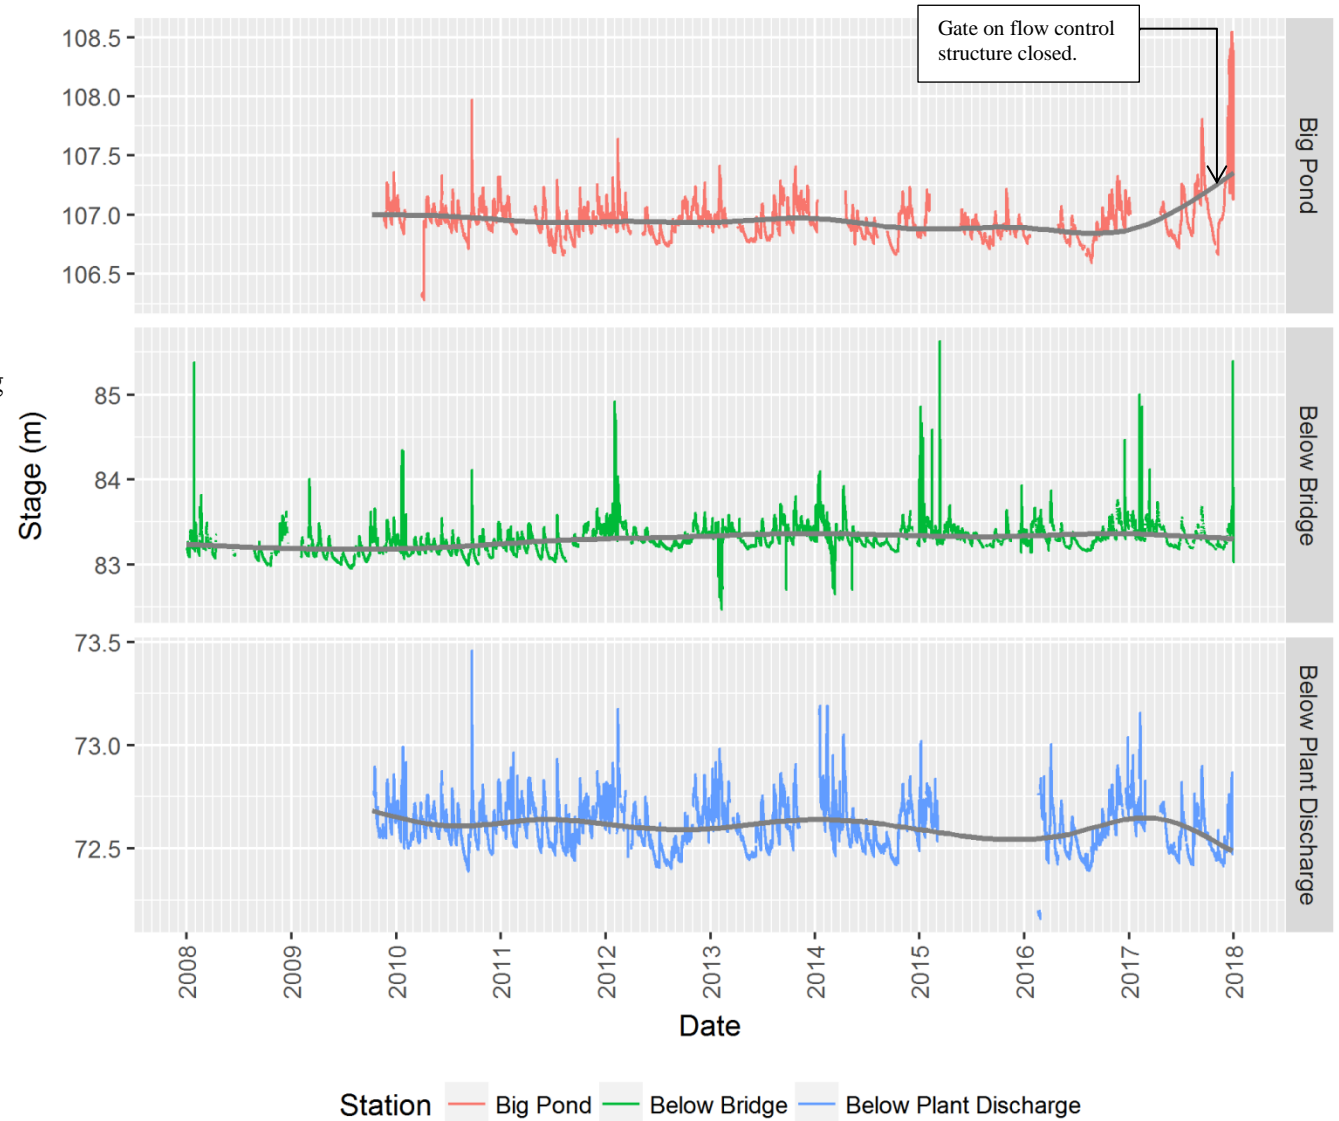 Gate on flow control
structure closed.
108.5
108.0
107.5
107.0
106.5
Big Pond
85
84
83
Below Bridge
73.5
73.0
72.5
Below Plant Discharge
g
Stage (m)
2008
2009
2010
2011
2012
2013
2014
2015
2016
2017
2018
Date
Station Big Pond Below Bridge Below Plant Discharge